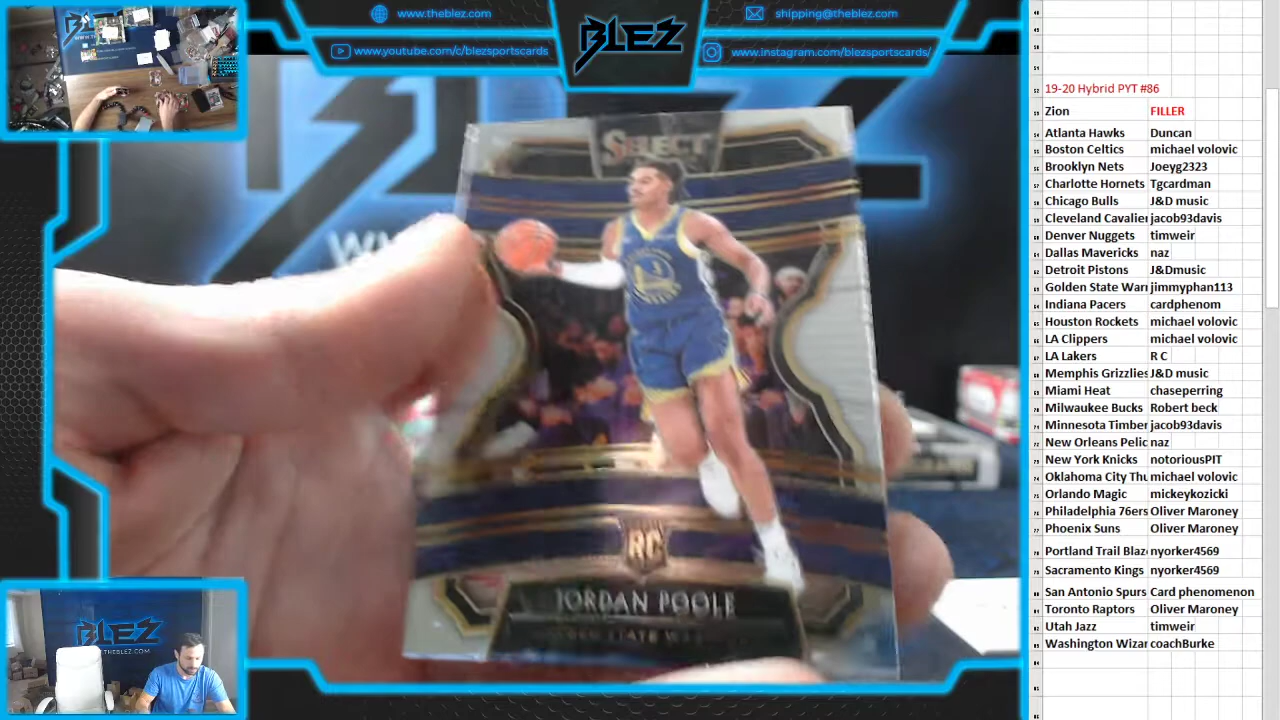 www.theblez.com
BLEZ
shipping@theblez.com
www.youtube.com/c/blezsportscards
www.instagram.com/blezsportscards/
SELECT
RC
JORDAN POOLE
19-20 Hybrid PYT #86
Zion FILLER
Atlanta Hawks Duncan
Boston Celtics michael volovic
Brooklyn Nets Joeyg2323
Charlotte Hornets Tgcardman
Chicago Bulls J&D music
Cleveland Cavalier jacob93davis
Denver Nuggets timweir
Dallas Mavericks naz
Detroit Pistons J&Dmusic
Golden State Warr jimmyphan113
Indiana Pacers cardphenom
Houston Rockets michael volovic
LA Clippers michael volovic
LA Lakers R C
Memphis Grizzlies J&D music
Miami Heat chaseperring
Milwaukee Bucks Robert beck
Minnesota Timber jacob93davis
New Orleans Pelic naz
New York Knicks notoriousPIT
Oklahoma City Thu michael volovic
Orlando Magic mickeykozicki
Philadelphia 76ers Oliver Maroney
Phoenix Suns Oliver Maroney
Portland Trail Blaz nyorker4569
Sacramento Kings nyorker4569
San Antonio Spurs Card phenomenon
Toronto Raptors Oliver Maroney
Utah Jazz timweir
Washington Wizar coachBurke
BLEZ